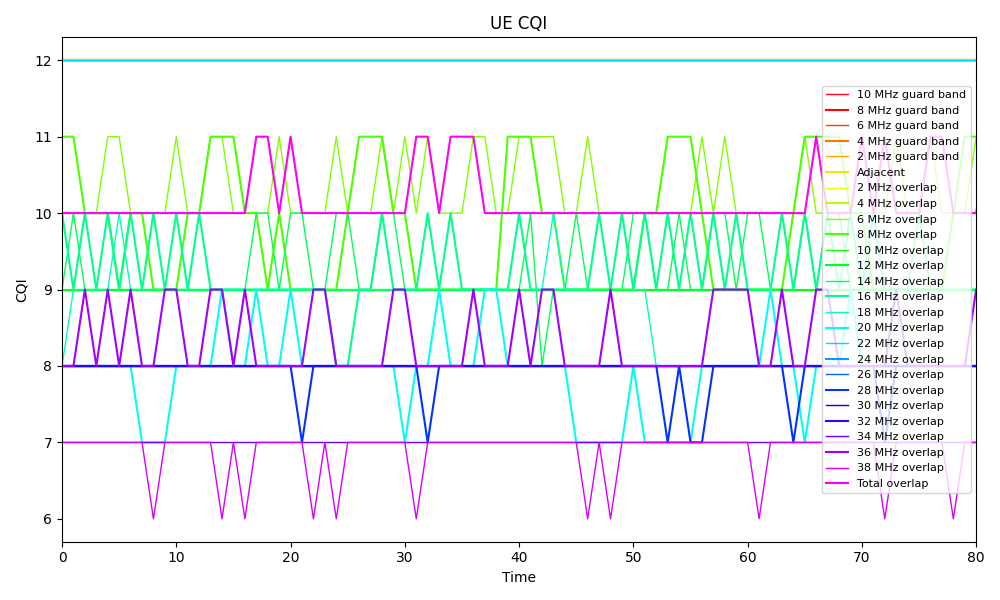 UE CQI
12
11
10
9
8
7
6
CQI
0
10
20
30
40
50
60
70
80
Time
10 MHz guard band
8 MHz guard band
6 MHz guard band
4 MHz guard band
2 MHz guard band
Adjacent
2 MHz overlap
4 MHz overlap
6 MHz overlap
8 MHz overlap
10 MHz overlap
12 MHz overlap
14 MHz overlap
16 MHz overlap
18 MHz overlap
20 MHz overlap
22 MHz overlap
24 MHz overlap
26 MHz overlap
28 MHz overlap
30 MHz overlap
32 MHz overlap
34 MHz overlap
36 MHz overlap
38 MHz overlap
Total overlap